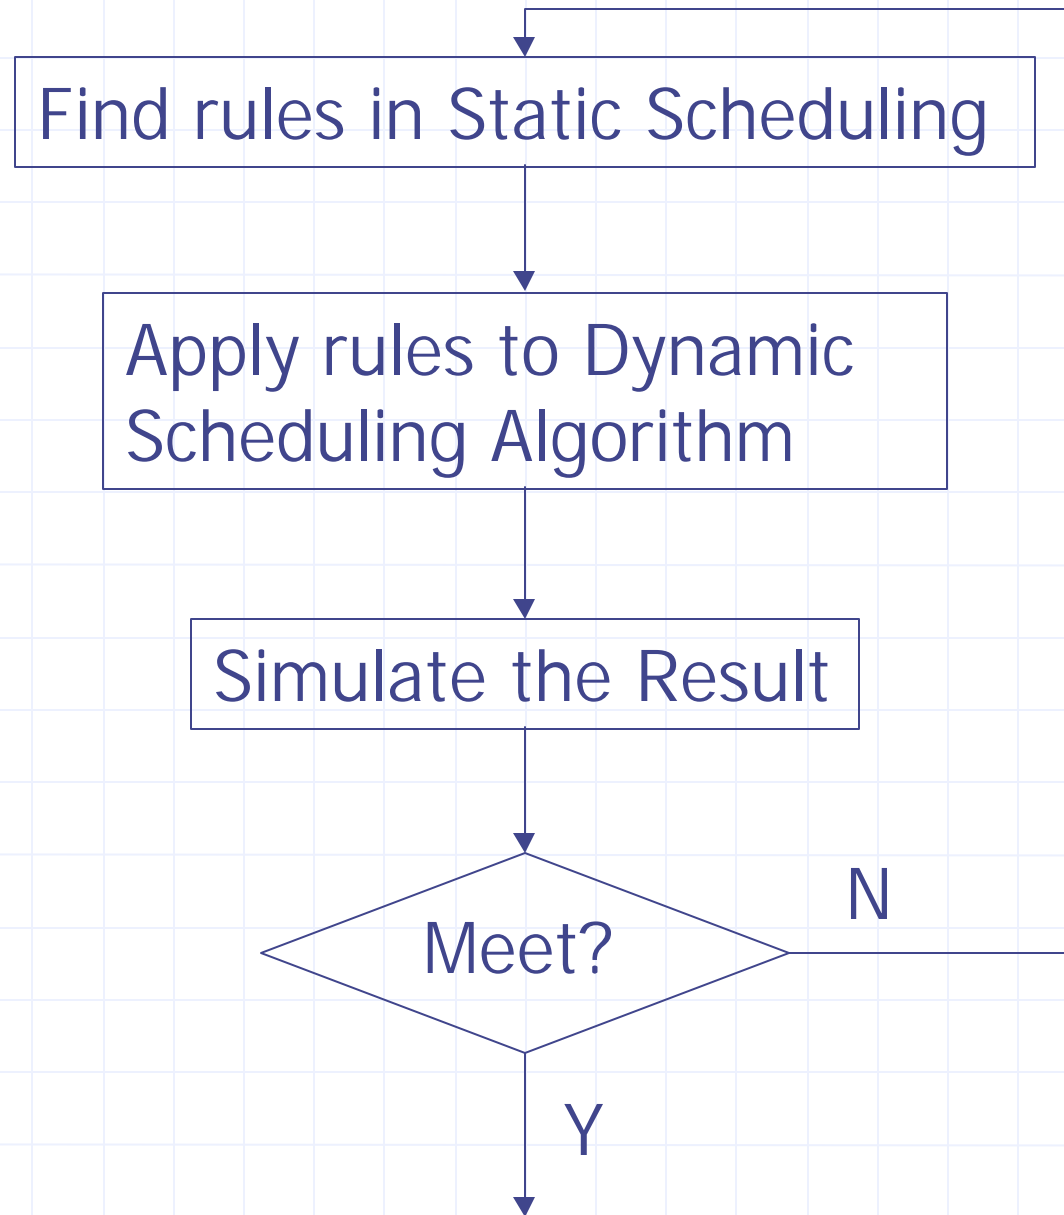 Find rules in Static Scheduling
Apply rules to Dynamic
Scheduling Algorithm
Simulate the Result
N
Meet?
Y